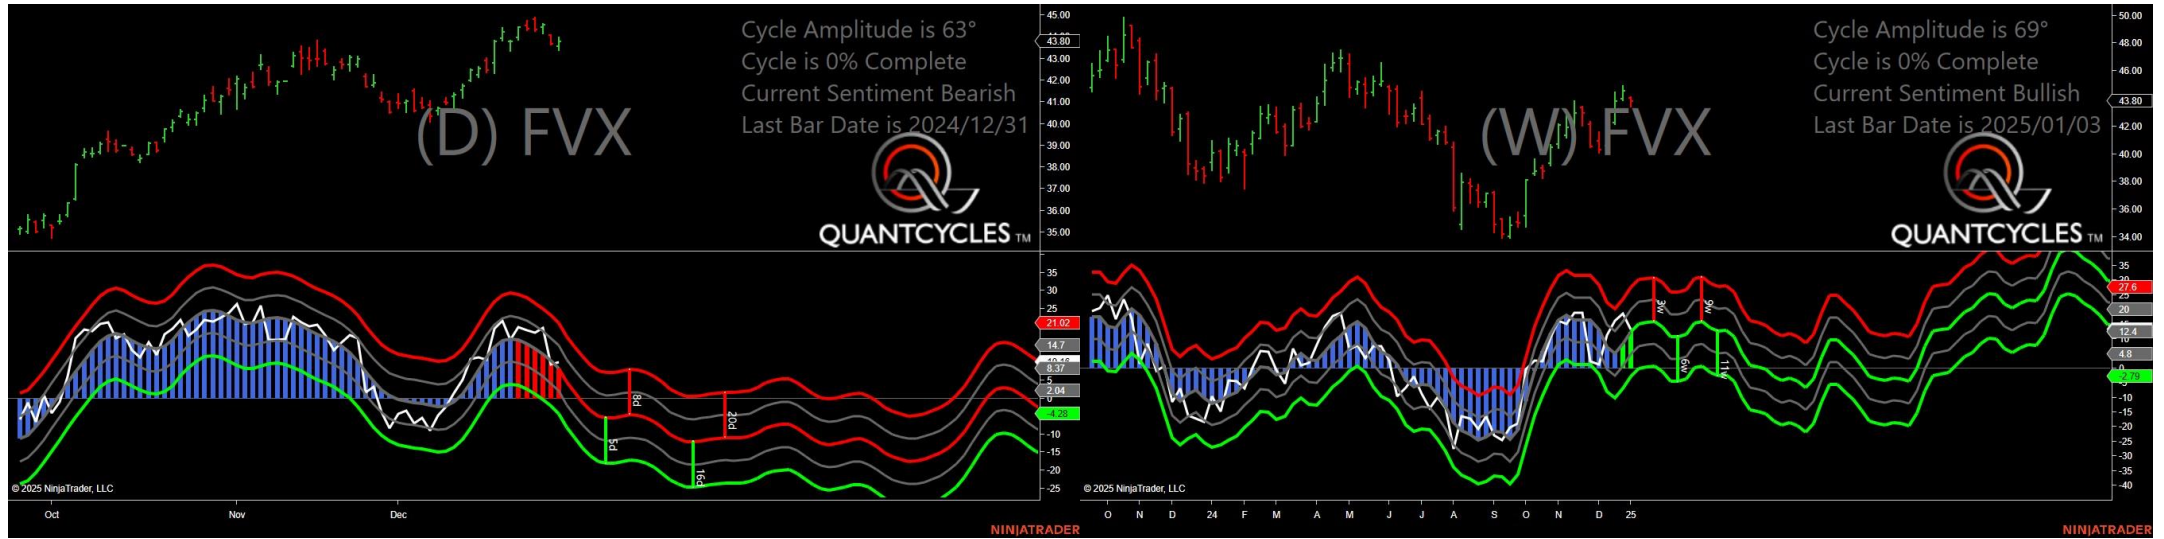 Cycle Amplitude is 63°
Cycle is 0% Complete
Current Sentiment Bearish
Last Bar Date is 2024/12/31
(D) FVX
QUANTCYCLES TM
45.00
43.80
43.00
42.00
41.00
40.00
39.00
38.00
37.00
36.00
35.00
35
30
25
21.02
14.7
8.37
5
2.04
0
-4.28
-10
-15
-20
-25
5d
8d
16d
20d
© 2025 NinjaTrader, LLC
Oct Nov Dec
NINJATRADER
Cycle Amplitude is 69°
Cycle is 0% Complete
Current Sentiment Bullish
Last Bar Date is 2025/01/03
(W) FVX
QUANTCYCLES TM
50.00
48.00
46.00
43.80
42.00
40.00
38.00
36.00
34.00
35
30
27.6
25
20
12.4
10
4.8
0
-2.79
-10
-15
-20
-25
-30
-35
-40
3w
6w
9w
11w
© 2025 NinjaTrader, LLC
O N D 24 F M A M J J A S O N D 25
NINJATRADER